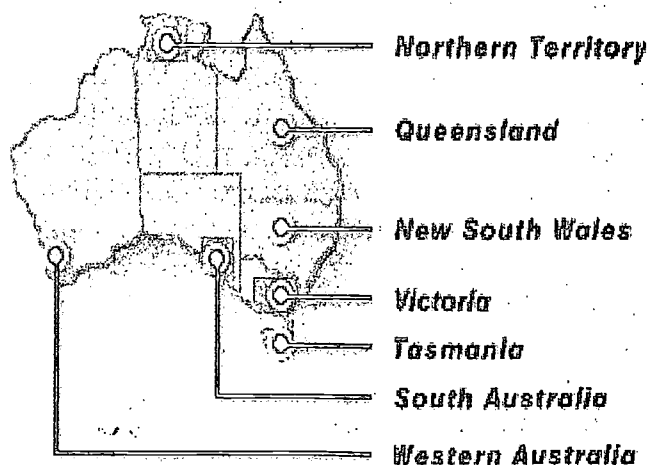 Northern Territory
Queensland
New South Wales
Victoria
Tasmania
South Australia
Western Australia